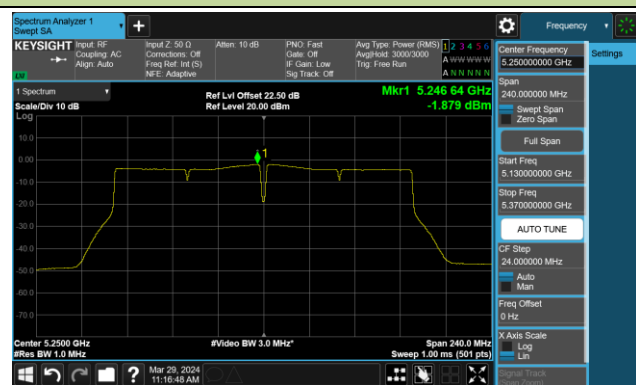 Spectrum Analyzer 1
Swept SA
Frequency
KEYSIGHT
Input: RF
Coupling: AC
Align: Auto
Input Z: 50 Ω
Corrections: Off
Freq Ref: Int (S)
NFE: Adaptive
Atten: 10 dB
PNO: Fast
Gate: Off
IF Gain: Low
Sig Track: Off
Avg Type: Power (RMS)
Avg|Hold: 3000/3000
Trig: Free Run
1 2 3 4 5 6
A W W W W W
A N N N N N
LW
1 Spectrum
Scale/Div 10 dB
Log
Ref Lvl Offset 22.50 dB
Ref Level 20.00 dBm
Mkr1 5.246 64 GHz
-1.879 dBm
1
10.0
0.00
-10.0
-20.0
-30.0
-40.0
-50.0
-60.0
-70.0
Center 5.2500 GHz
#Res BW 1.0 MHz
#Video BW 3.0 MHz*
Span 240.0 MHz
Sweep 1.00 ms (501 pts)
Mar 29, 2024
11:16:48 AM
?
Center Frequency
5.250000000 GHz
Span
240.000000 MHz
Swept Span
Zero Span
Full Span
Start Freq
5.130000000 GHz
Stop Freq
5.370000000 GHz
AUTO TUNE
CF Step
24.000000 MHz
Auto
Man
Freq Offset
0 Hz
X Axis Scale
Log
Lin
Signal Track
(Span Zoom)
Settings